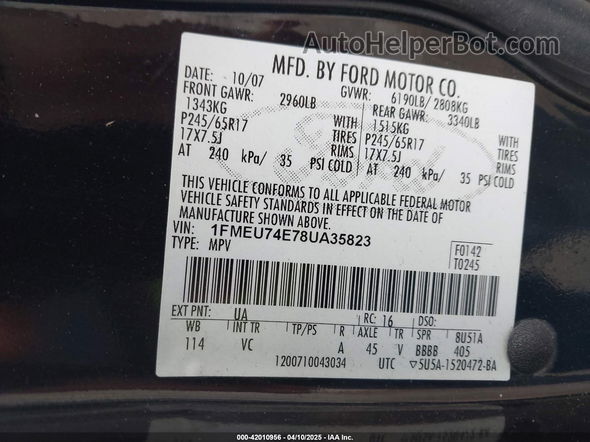 AutoHelperBot.com
MFD. BY FORD MOTOR CO.
DATE: 10/07 GVWR: 6190LB/ 2808KG
FRONT GAWR: 2960LB REAR GAWR: 3340LB
1343KG WITH 1515KG WITH
P245/65R17 TIRES P245/65R17 TIRES
17X7.5J RIMS 17X7.5J RIMS
AT 240 kPa/ 35 PSI COLD AT 240 kPa/ 35 PSI COLD
THIS VEHICLE CONFORMS TO ALL APPLICABLE FEDERAL MOTOR
VEHICLE SAFETY STANDARDS IN EFFECT ON THE DATE OF
MANUFACTURE SHOWN ABOVE.
VIN: 1FMEU74E78UA35823
TYPE: MPV
F0142
T0245
EXT PNT: UA RC: 16 DSO:
WB INT TR TP/PS R AXLE TR SPR 8U51A
114 VC A 45 V BBBB 405
1200710043034 UTC ▽5U5A-1520472-BA
000-42010956 - 04/10/2025 - IAA Inc.